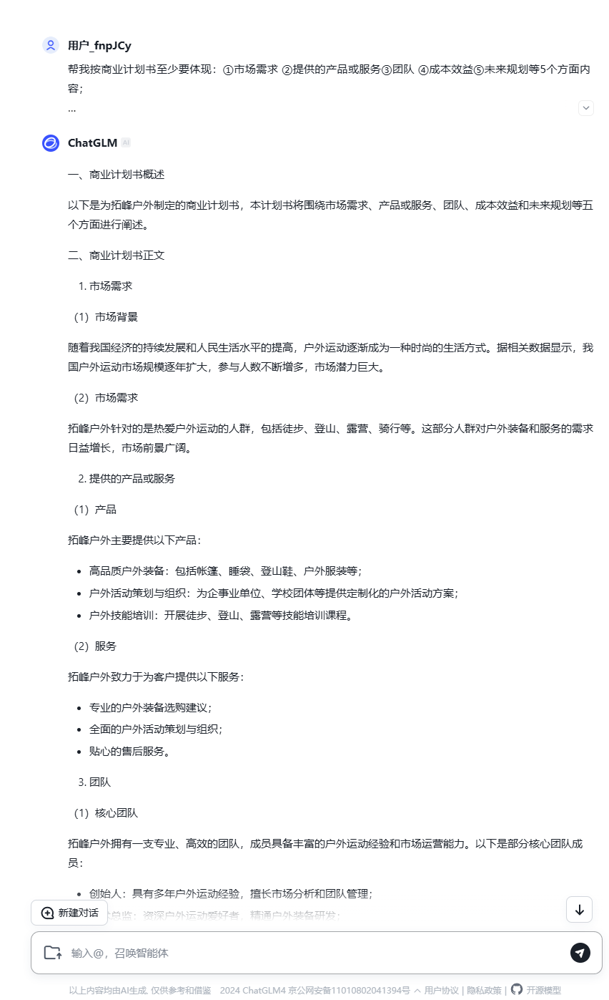 用户_fnpJCy
帮我按商业计划书至少要体现：①市场需求 ②提供的产品或服务③团队 ④成本效益⑤未来规划等5个方面内
容；
...
ChatGLM AI
一、商业计划书概述
以下是为拓峰户外制定的商业计划书，本计划书将围绕市场需求、产品或服务、团队、成本效益和未来规划等五
个方面进行阐述。
二、商业计划书正文
1. 市场需求
（1）市场背景
随着我国经济的持续发展和人民生活水平的提高，户外运动逐渐成为一种时尚的生活方式。据相关数据显示，我
国户外运动市场规模逐年扩大，参与人数不断增多，市场潜力巨大。
（2）市场需求
拓峰户外针对的是热爱户外运动的人群，包括徒步、登山、露营、骑行等。这部分人群对户外装备和服务的需求
日益增长，市场前景广阔。
2. 提供的产品或服务
（1）产品
拓峰户外主要提供以下产品：
• 高品质户外装备：包括帐篷、睡袋、登山鞋、户外服装等；
• 户外活动策划与组织：为企事业单位、学校团体等提供定制化的户外活动方案；
• 户外技能培训：开展徒步、登山、露营等技能培训课程。
（2）服务
拓峰户外致力于为客户提供以下服务：
• 专业的户外装备选购建议；
• 全面的户外活动策划与组织；
• 贴心的售后服务。
3. 团队
（1）核心团队
拓峰户外拥有一支专业、高效的团队，成员具备丰富的户外运动经验和市场运营能力。以下是部分核心团队成
员：
• 创始人：具有多年户外运动经验，擅长市场分析和团队管理；
新建对话
总监：资深户外运动爱好者，精通户外装备研发；
输入@，召唤智能体
以上内容均由AI生成, 仅供参考和借鉴 2024 ChatGLM4 京公网安备11010802041394号 用户协议 | 隐私政策 | 开源模型